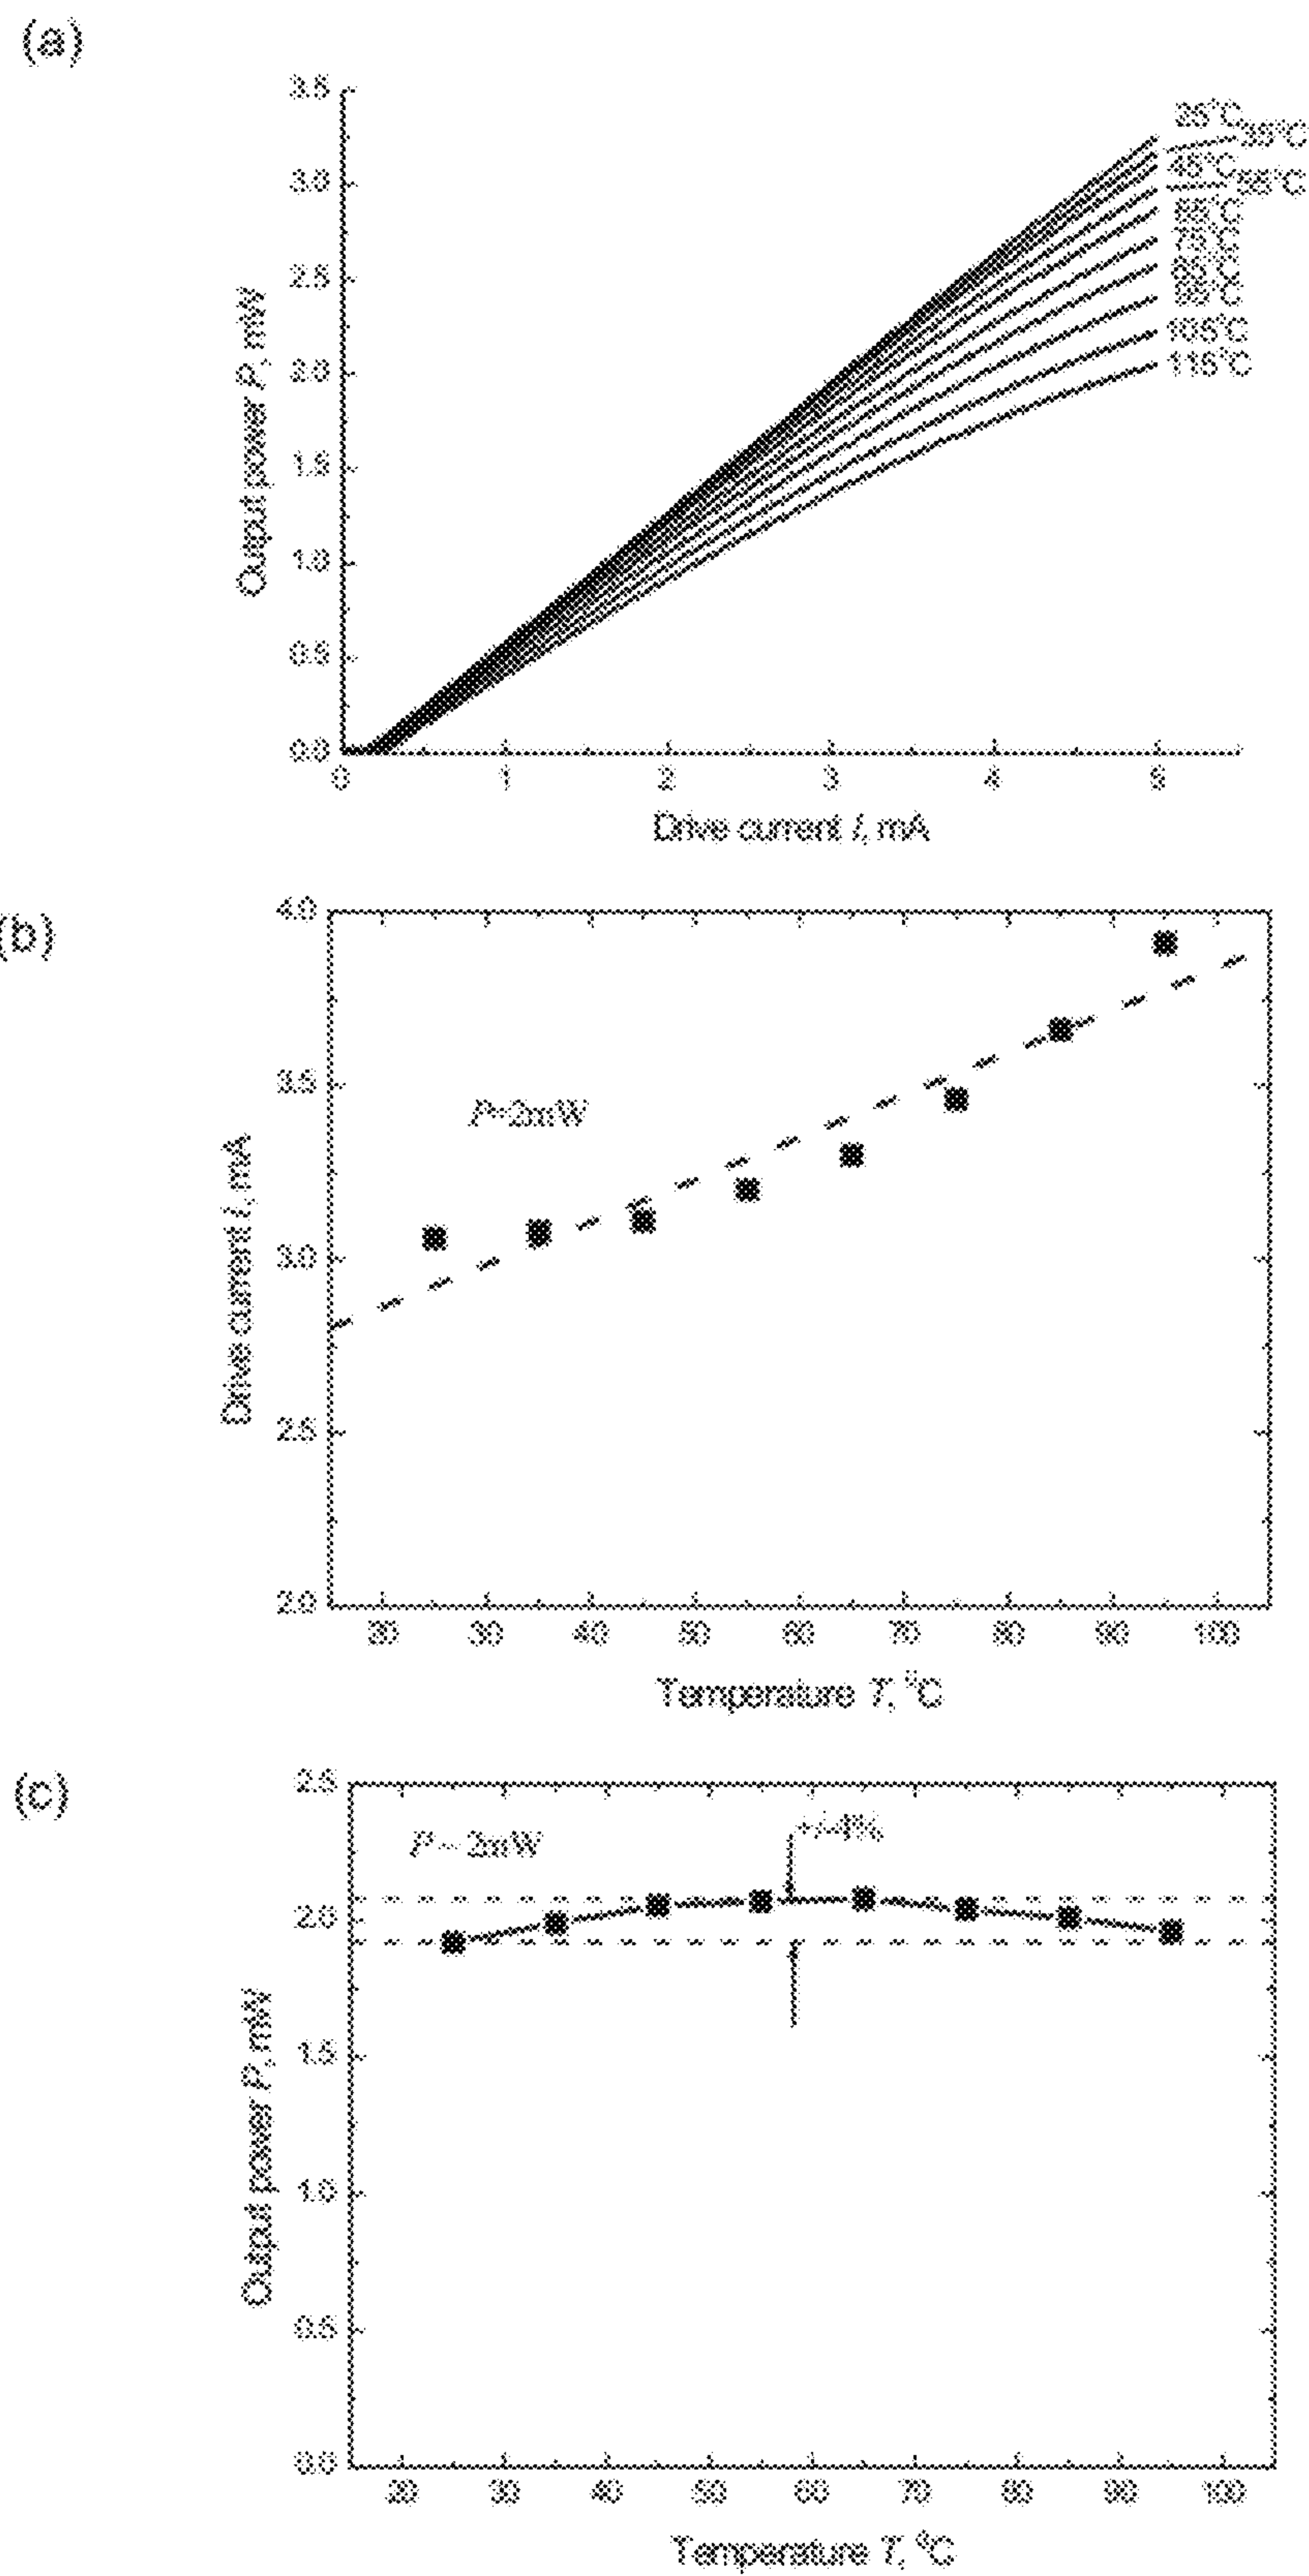 (a)
3.5
3.0
2.5
2.0
1.5
1.0
0.5
0.0
Output power P, mW
25°C
35°C
45°C
55°C
65°C
75°C
85°C
95°C
105°C
115°C
0 1 2 3 4 5
Drive current I, mA
(b)
4.0
3.5
3.0
2.5
2.0
Drive current I, mA
P=2mW
20 30 40 50 60 70 80 90 100
Temperature T, °C
(c)
2.5
2.0
1.5
1.0
0.5
0.0
Output power P, mW
P~2mW
+/-4%
20 30 40 50 60 70 80 90 100
Temperature T, °C